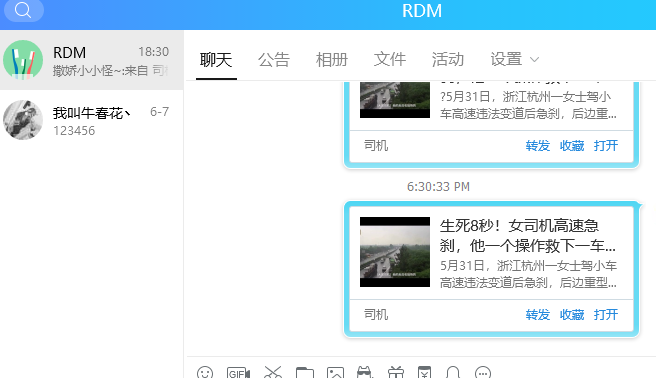 RDM
RDM 18:30
撒娇小小怪~:来自 司
我叫牛春花丶 6-7
123456
聊天 公告 相册 文件 活动 设置
?5月31日，浙江杭州一女士驾小
车高速违法变道后急刹，后边重...
司机 转发 收藏 打开
6:30:33 PM
生死8秒！女司机高速急
刹，他一个操作救下一车...
5月31日，浙江杭州一女士驾小车
高速违法变道后急刹，后边重型...
司机 转发 收藏 打开
GIF